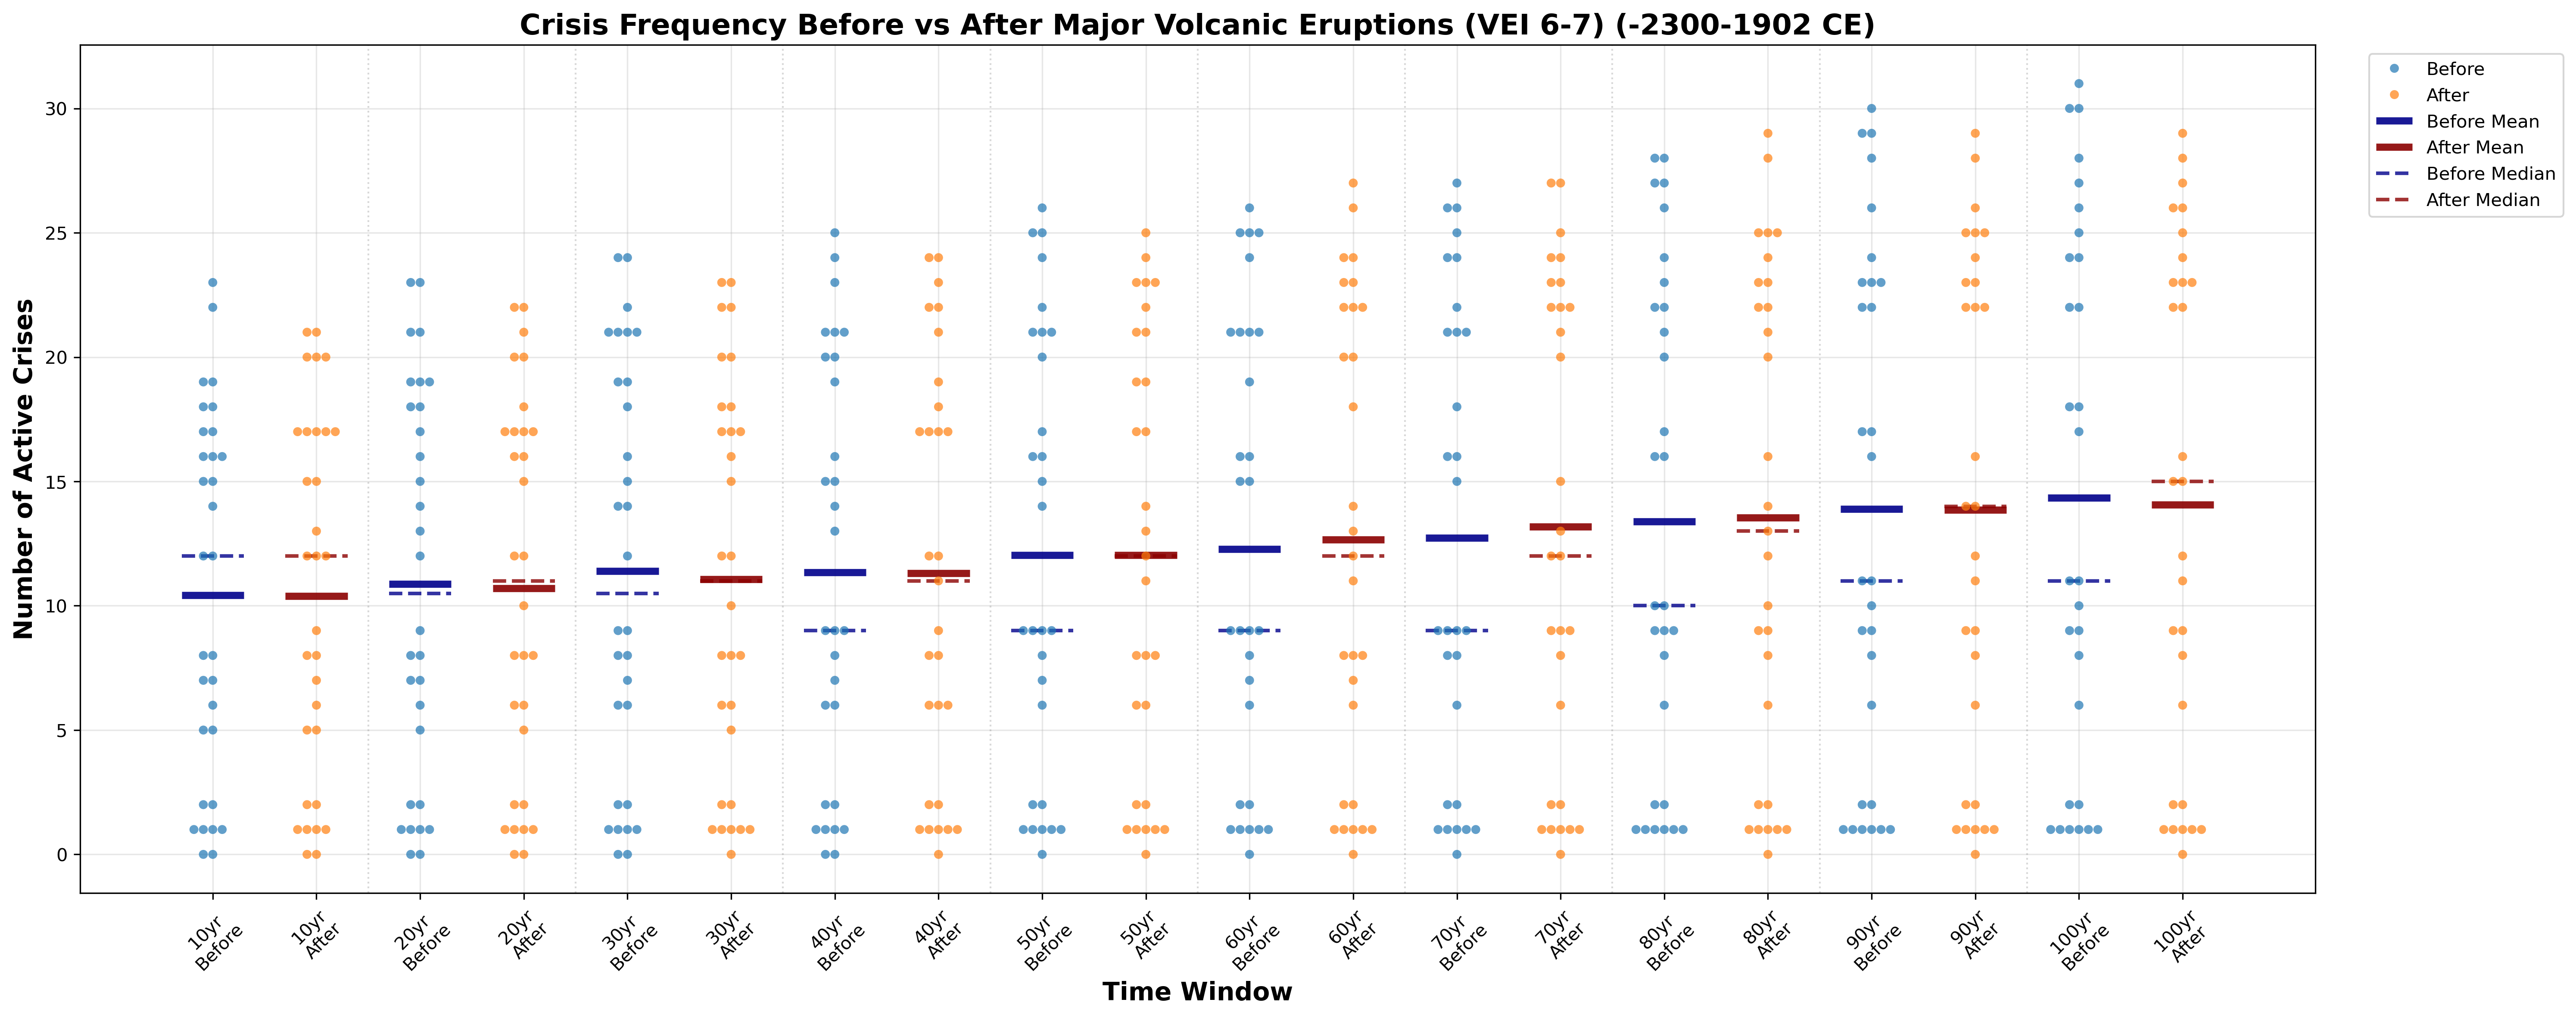 Crisis Frequency Before vs After Major Volcanic Eruptions (VEI 6-7) (-2300-1902 CE)
Number of Active Crises
30
25
20
15
10
5
0
Before
After
Before Mean
After Mean
Before Median
After Median
10yr
Before
10yr
After
20yr
Before
20yr
After
30yr
Before
30yr
After
40yr
Before
40yr
After
50yr
Before
50yr
After
60yr
Before
60yr
After
70yr
Before
70yr
After
80yr
Before
80yr
After
90yr
Before
90yr
After
100yr
Before
100yr
After
Time Window